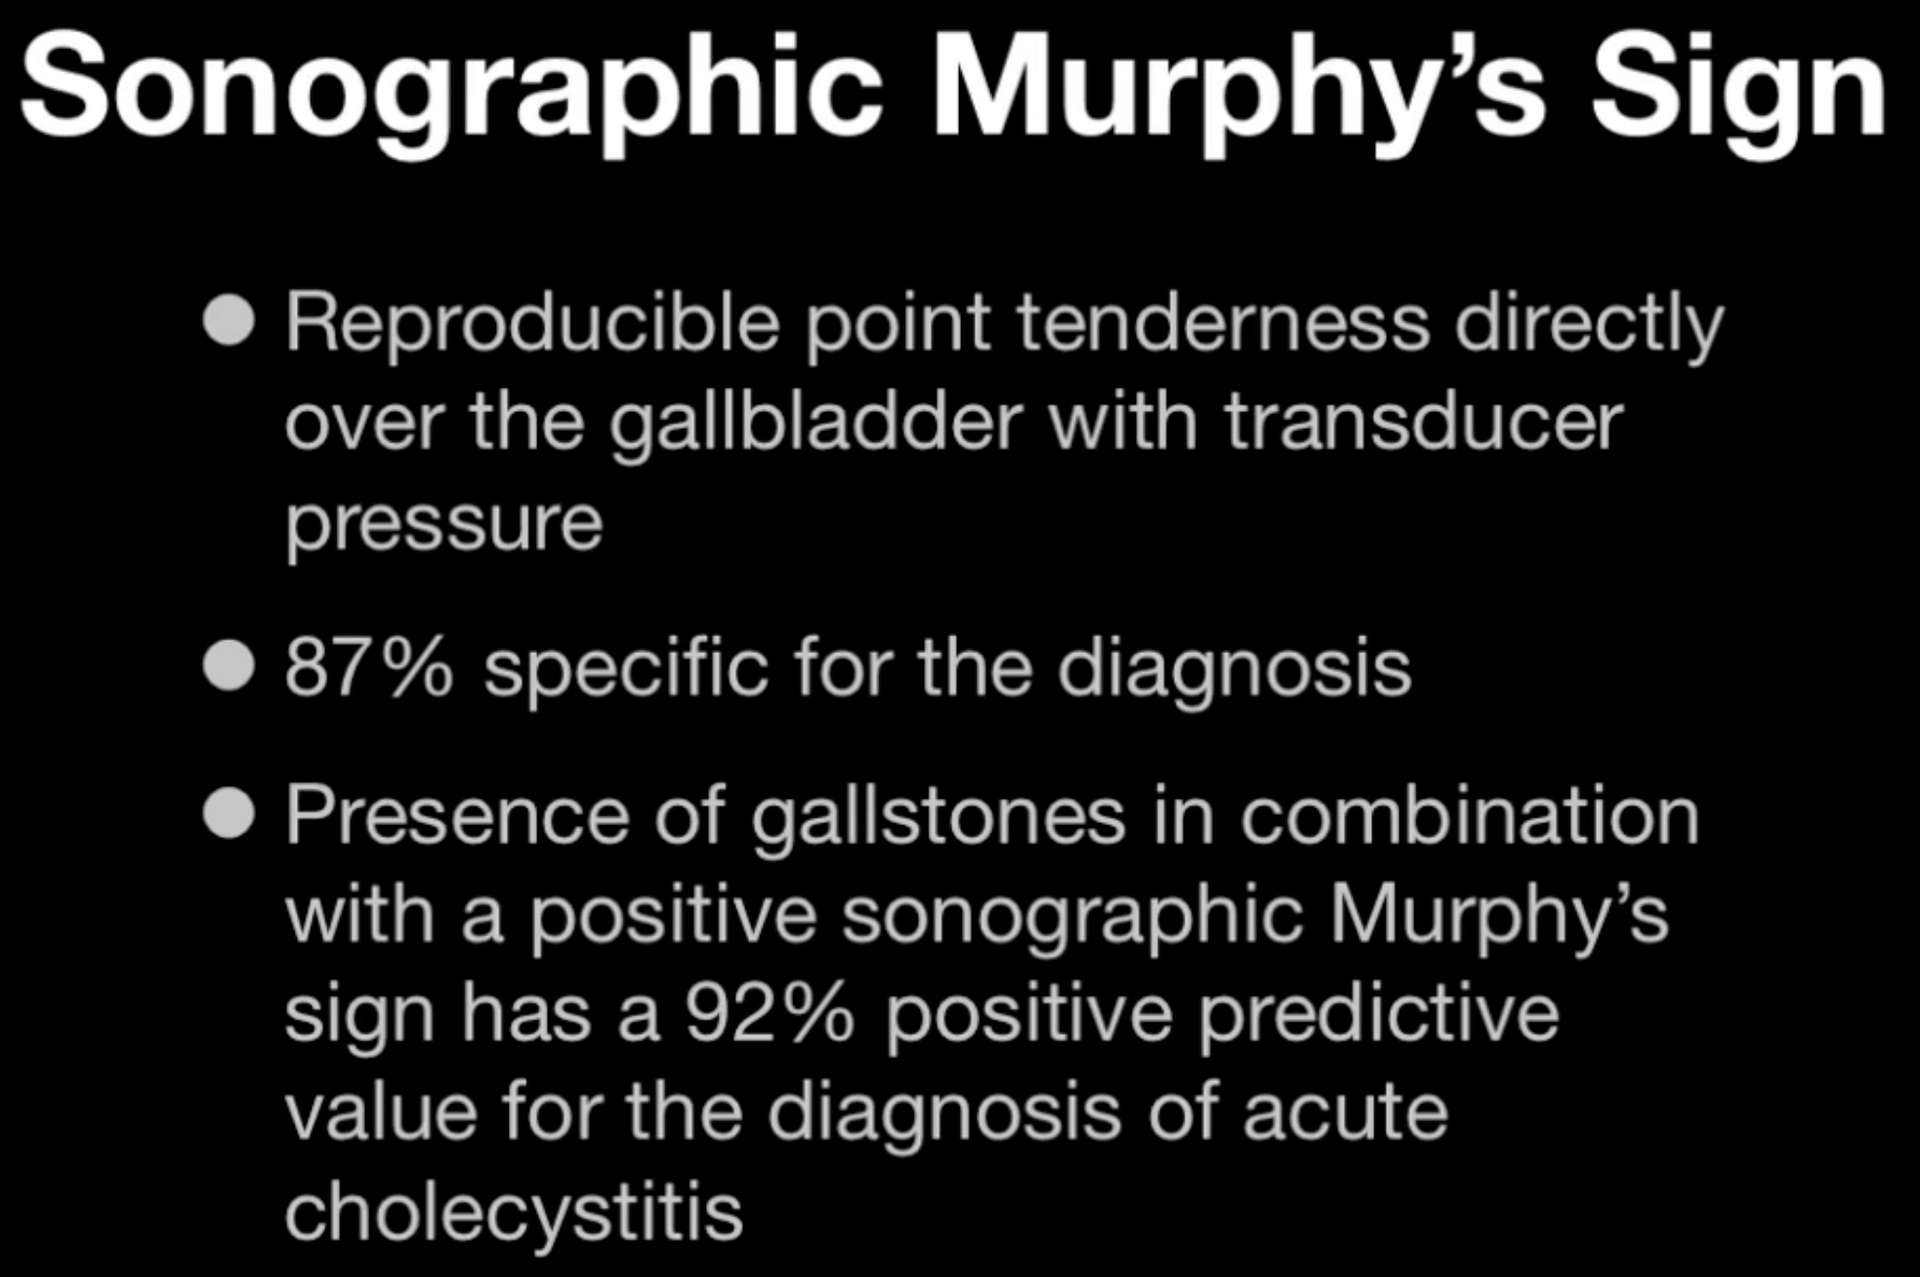 Sonographic Murphy’s Sign
● Reproducible point tenderness directly
over the gallbladder with transducer
pressure
● 87% specific for the diagnosis
● Presence of gallstones in combination
with a positive sonographic Murphy’s
sign has a 92% positive predictive
value for the diagnosis of acute
cholecystitis